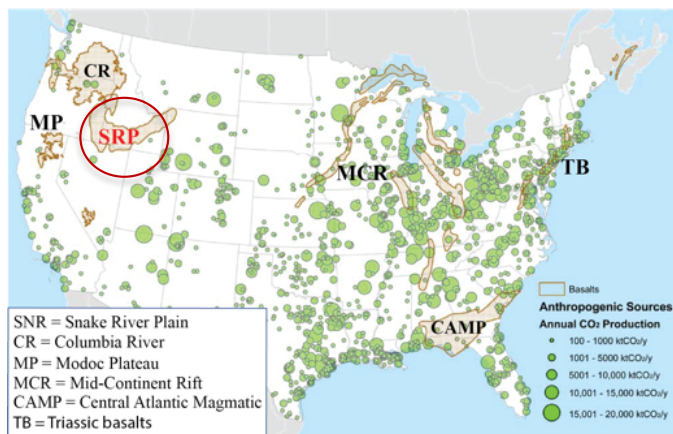 CR
MP
SRP
MCR
TB
CAMP
SNR = Snake River Plain
CR = Columbia River
MP = Modoc Plateau
MCR = Mid-Continent Rift
CAMP = Central Atlantic Magmatic
TB = Triassic basalts
Basalts
Anthropogenic Sources
Annual CO₂ Production
100 - 1000 ktCO₂/y
1001 - 5000 ktCO₂/y
5001 - 10,000 ktCO₂/y
10,001 - 15,000 ktCO₂/y
15,001 - 20,000 ktCO₂/y